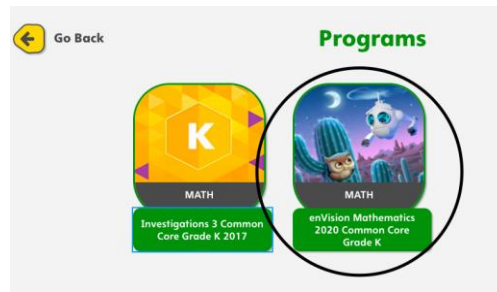 Go Back
Programs
K
MATH
MATH
Investigations 3 Common
Core Grade K 2017
enVision Mathematics
2020 Common Core
Grade K